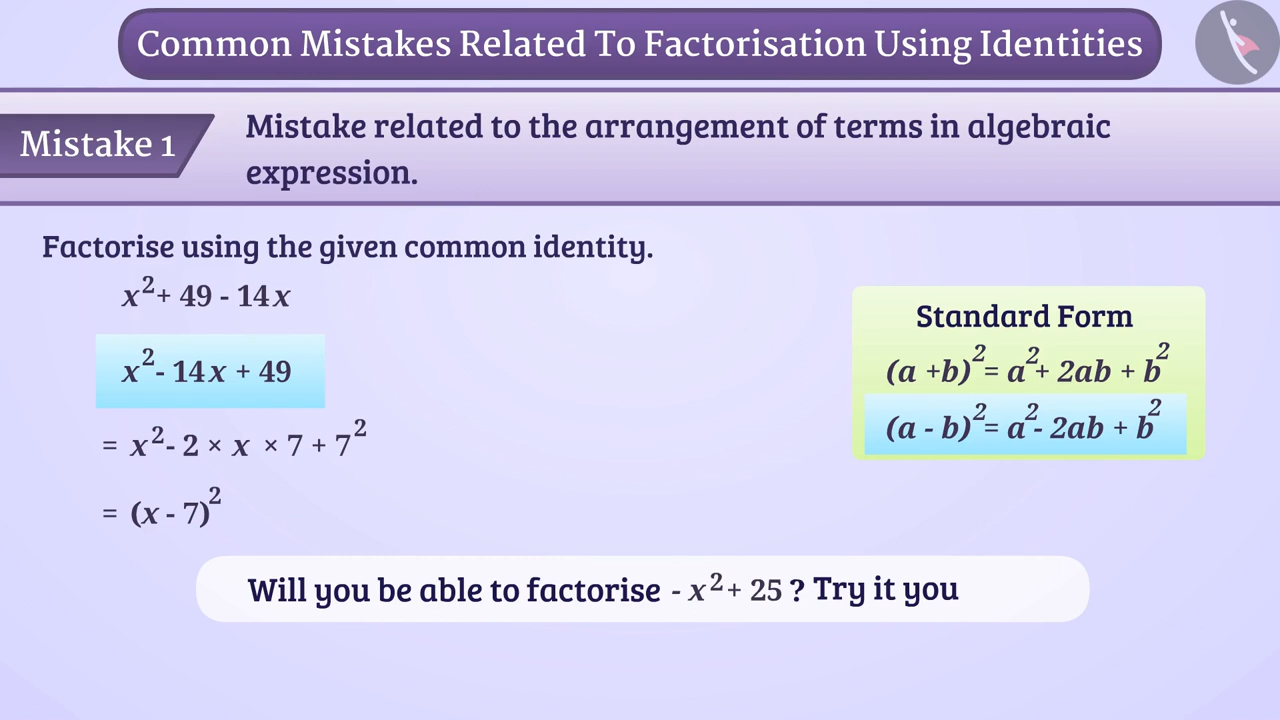 Common Mistakes Related To Factorisation Using Identities
Mistake 1
Mistake related to the arrangement of terms in algebraic
expression.
Factorise using the given common identity.
x² + 49 - 14x
x² - 14x + 49
= x² - 2 × x × 7 + 7²
= (x - 7)²
Standard Form
(a + b)² = a² + 2ab + b²
(a - b)² = a² - 2ab + b²
Will you be able to factorise - x² + 25 ? Try it you